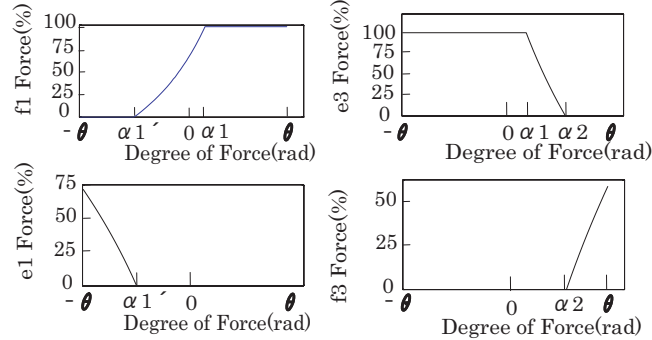 f1 Force(%)
100
75
50
25
0
-θ α1´ 0 α1 θ
Degree of Force(rad)
e3 Force(%)
100
75
50
25
0
-θ 0 α1 α2 θ
Degree of Force(rad)
e1 Force(%)
75
50
25
0
-θ α1´ 0 θ
Degree of Force(rad)
f3 Force(%)
50
25
0
-θ 0 α2 θ
Degree of Force(rad)